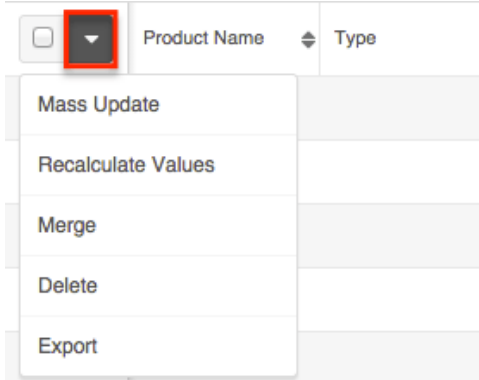 Product Name
Type
Mass Update
Recalculate Values
Merge
Delete
Export